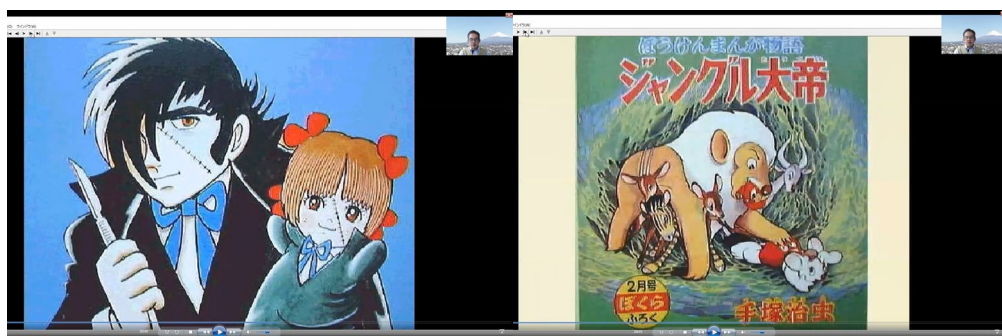 ぼうけんまんが物語
ジャングル大帝
2月号
ぼくら
ふろく
手塚治虫